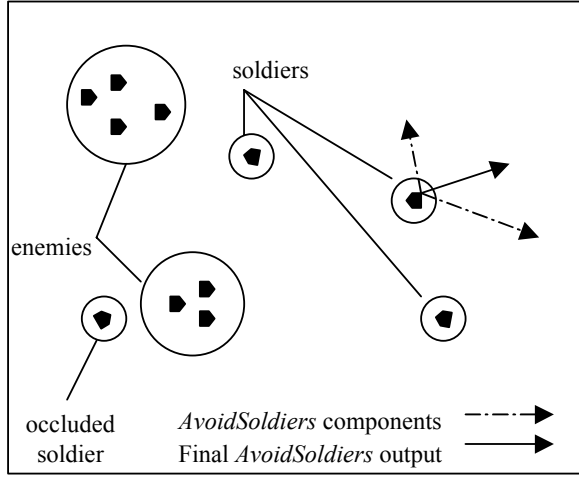 soldiers
enemies
occluded
soldier
AvoidSoldiers components
Final AvoidSoldiers output